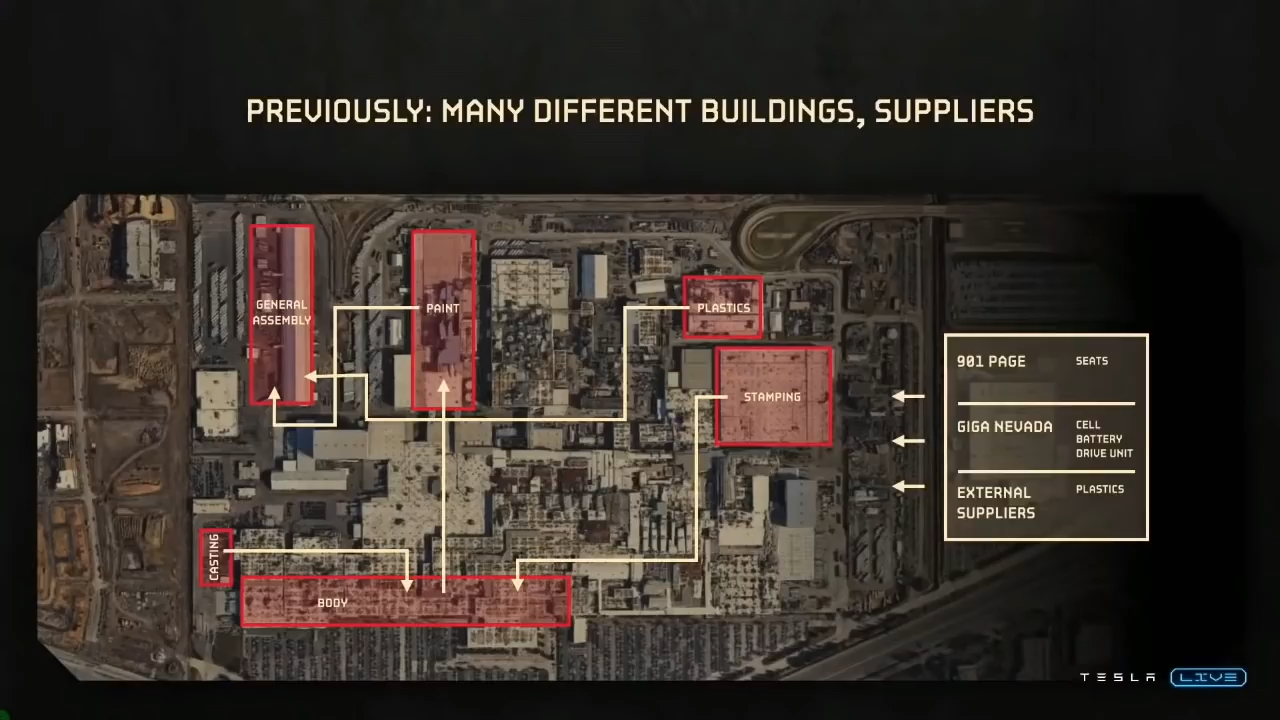 PREVIOUSLY: MANY DIFFERENT BUILDINGS, SUPPLIERS
GENERAL
ASSEMBLY
PAINT
PLASTICS
STAMPING
CASTING
BODY
901 PAGE
SEATS
GIGA NEVADA
CELL
BATTERY
DRIVE UNIT
EXTERNAL
SUPPLIERS
PLASTICS
TESLA LIVE